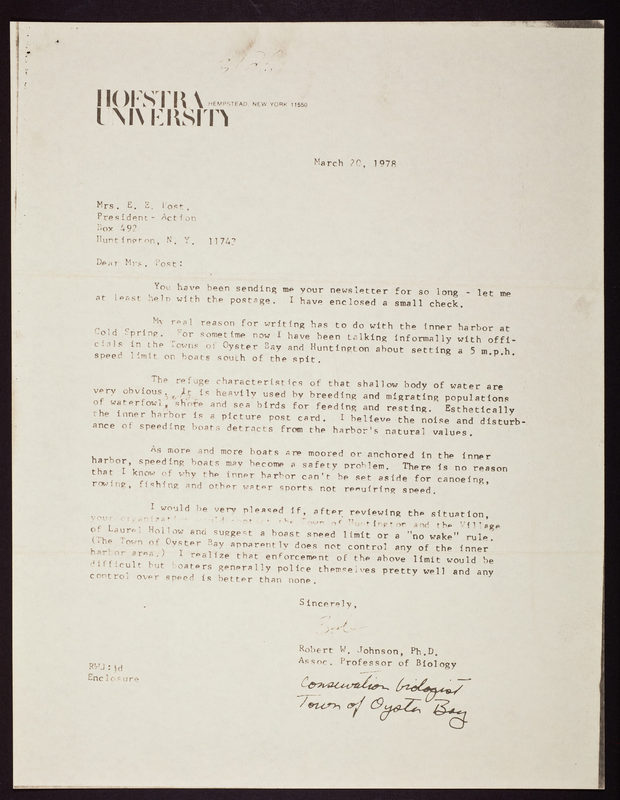 HOFSTRA
UNIVERSITY HEMPSTEAD, NEW YORK 11550
March 20, 1978
Mrs. E. E. Post.
President- Action
Box 492
Huntington, N. Y. 11742
Dear Mrs. Post:
You have been sending me your newsletter for so long - let me
at least help with the postage. I have enclosed a small check.
My real reason for writing has to do with the inner harbor at
Cold Spring. For sometime now I have been talking informally with offi-
cials in the Towns of Oyster Bay and Huntington about setting a 5 m.p.h.
speed limit on boats south of the spit.
The refuge characteristics of that shallow body of water are
very obvious. It is heavily used by breeding and migrating populations
of waterfowl, shore and sea birds for feeding and resting. Esthetically
the inner harbor is a picture post card. I believe the noise and disturb-
ance of speeding boats detracts from the harbor's natural values.
As more and more boats are moored or anchored in the inner
harbor, speeding boats may become a safety problem. There is no reason
that I know of why the inner harbor can't be set aside for canoeing,
rowing, fishing and other water sports not requiring speed.
I would be very pleased if, after reviewing the situation,
your organization could contact the Town of Huntington and the Village
of Laurel Hollow and suggest a boast speed limit or a "no wake" rule.
(The Town of Oyster Bay apparently does not control any of the inner
harbor area.) I realize that enforcement of the above limit would be
difficult but boaters generally police themselves pretty well and any
control over speed is better than none.
Sincerely,
Bob
Robert W. Johnson, Ph.D.
Assoc. Professor of Biology
RWJ:jd
Enclosure
Conservation biologist
Town of Oyster Bay